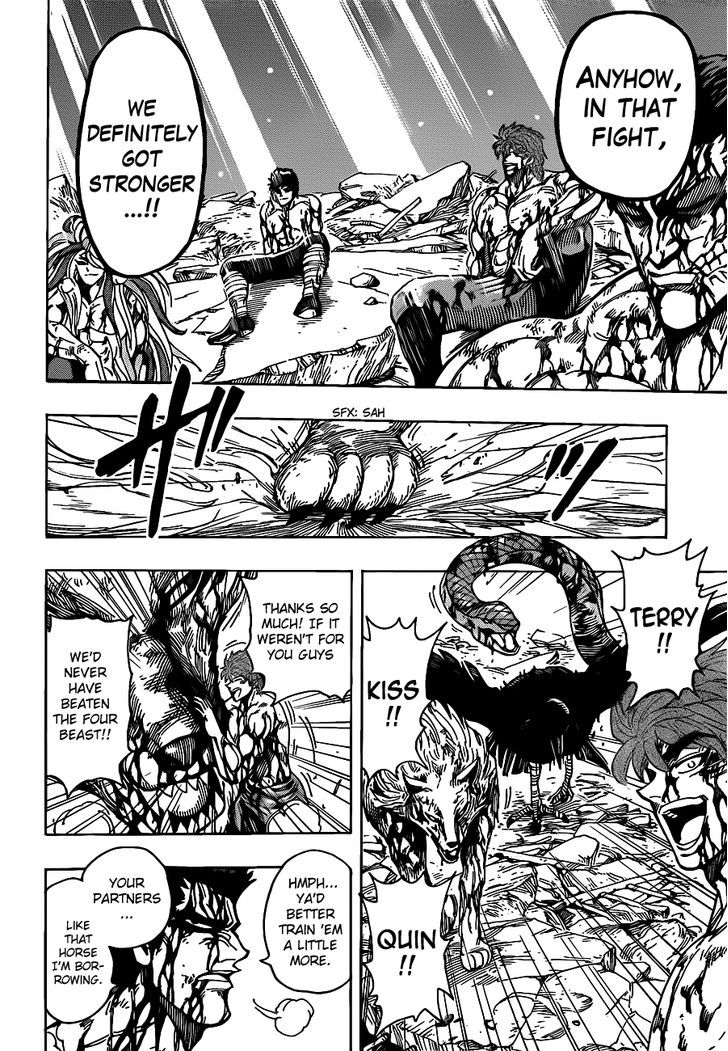 ANYHOW,
IN THAT
FIGHT,
WE
DEFINITELY
GOT
STRONGER
...!!
SFX: SAH
ザッ
TERRY
!!
KISS
!!
QUIN
!!
THANKS SO
MUCH! IF IT
WEREN'T FOR
YOU GUYS
WE'D
NEVER
HAVE
BEATEN
THE FOUR
BEAST!!
HMPH...
YA'D
BETTER
TRAIN 'EM
A LITTLE
MORE.
YOUR
PARTNERS
...
LIKE
THAT
HORSE
I'M BOR-
ROWING.